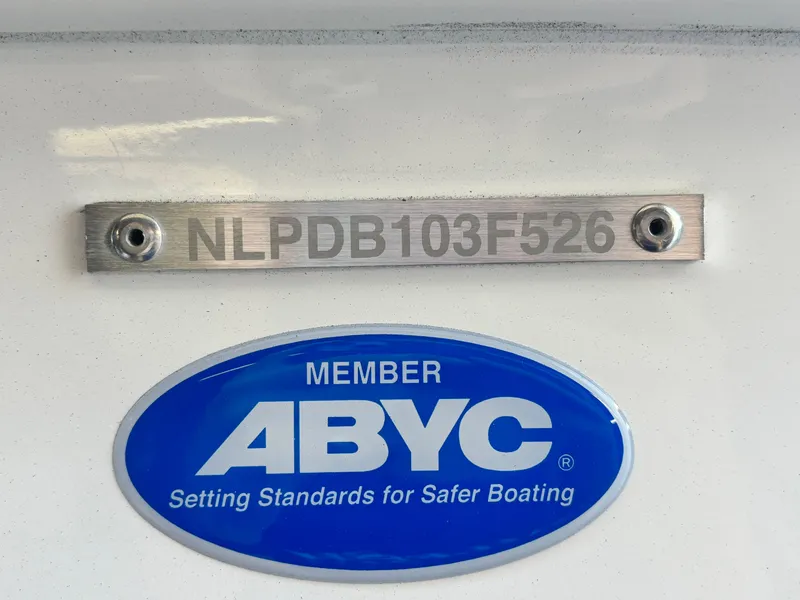 NLPDB103F526
MEMBER
ABYC®
Setting Standards for Safer Boating